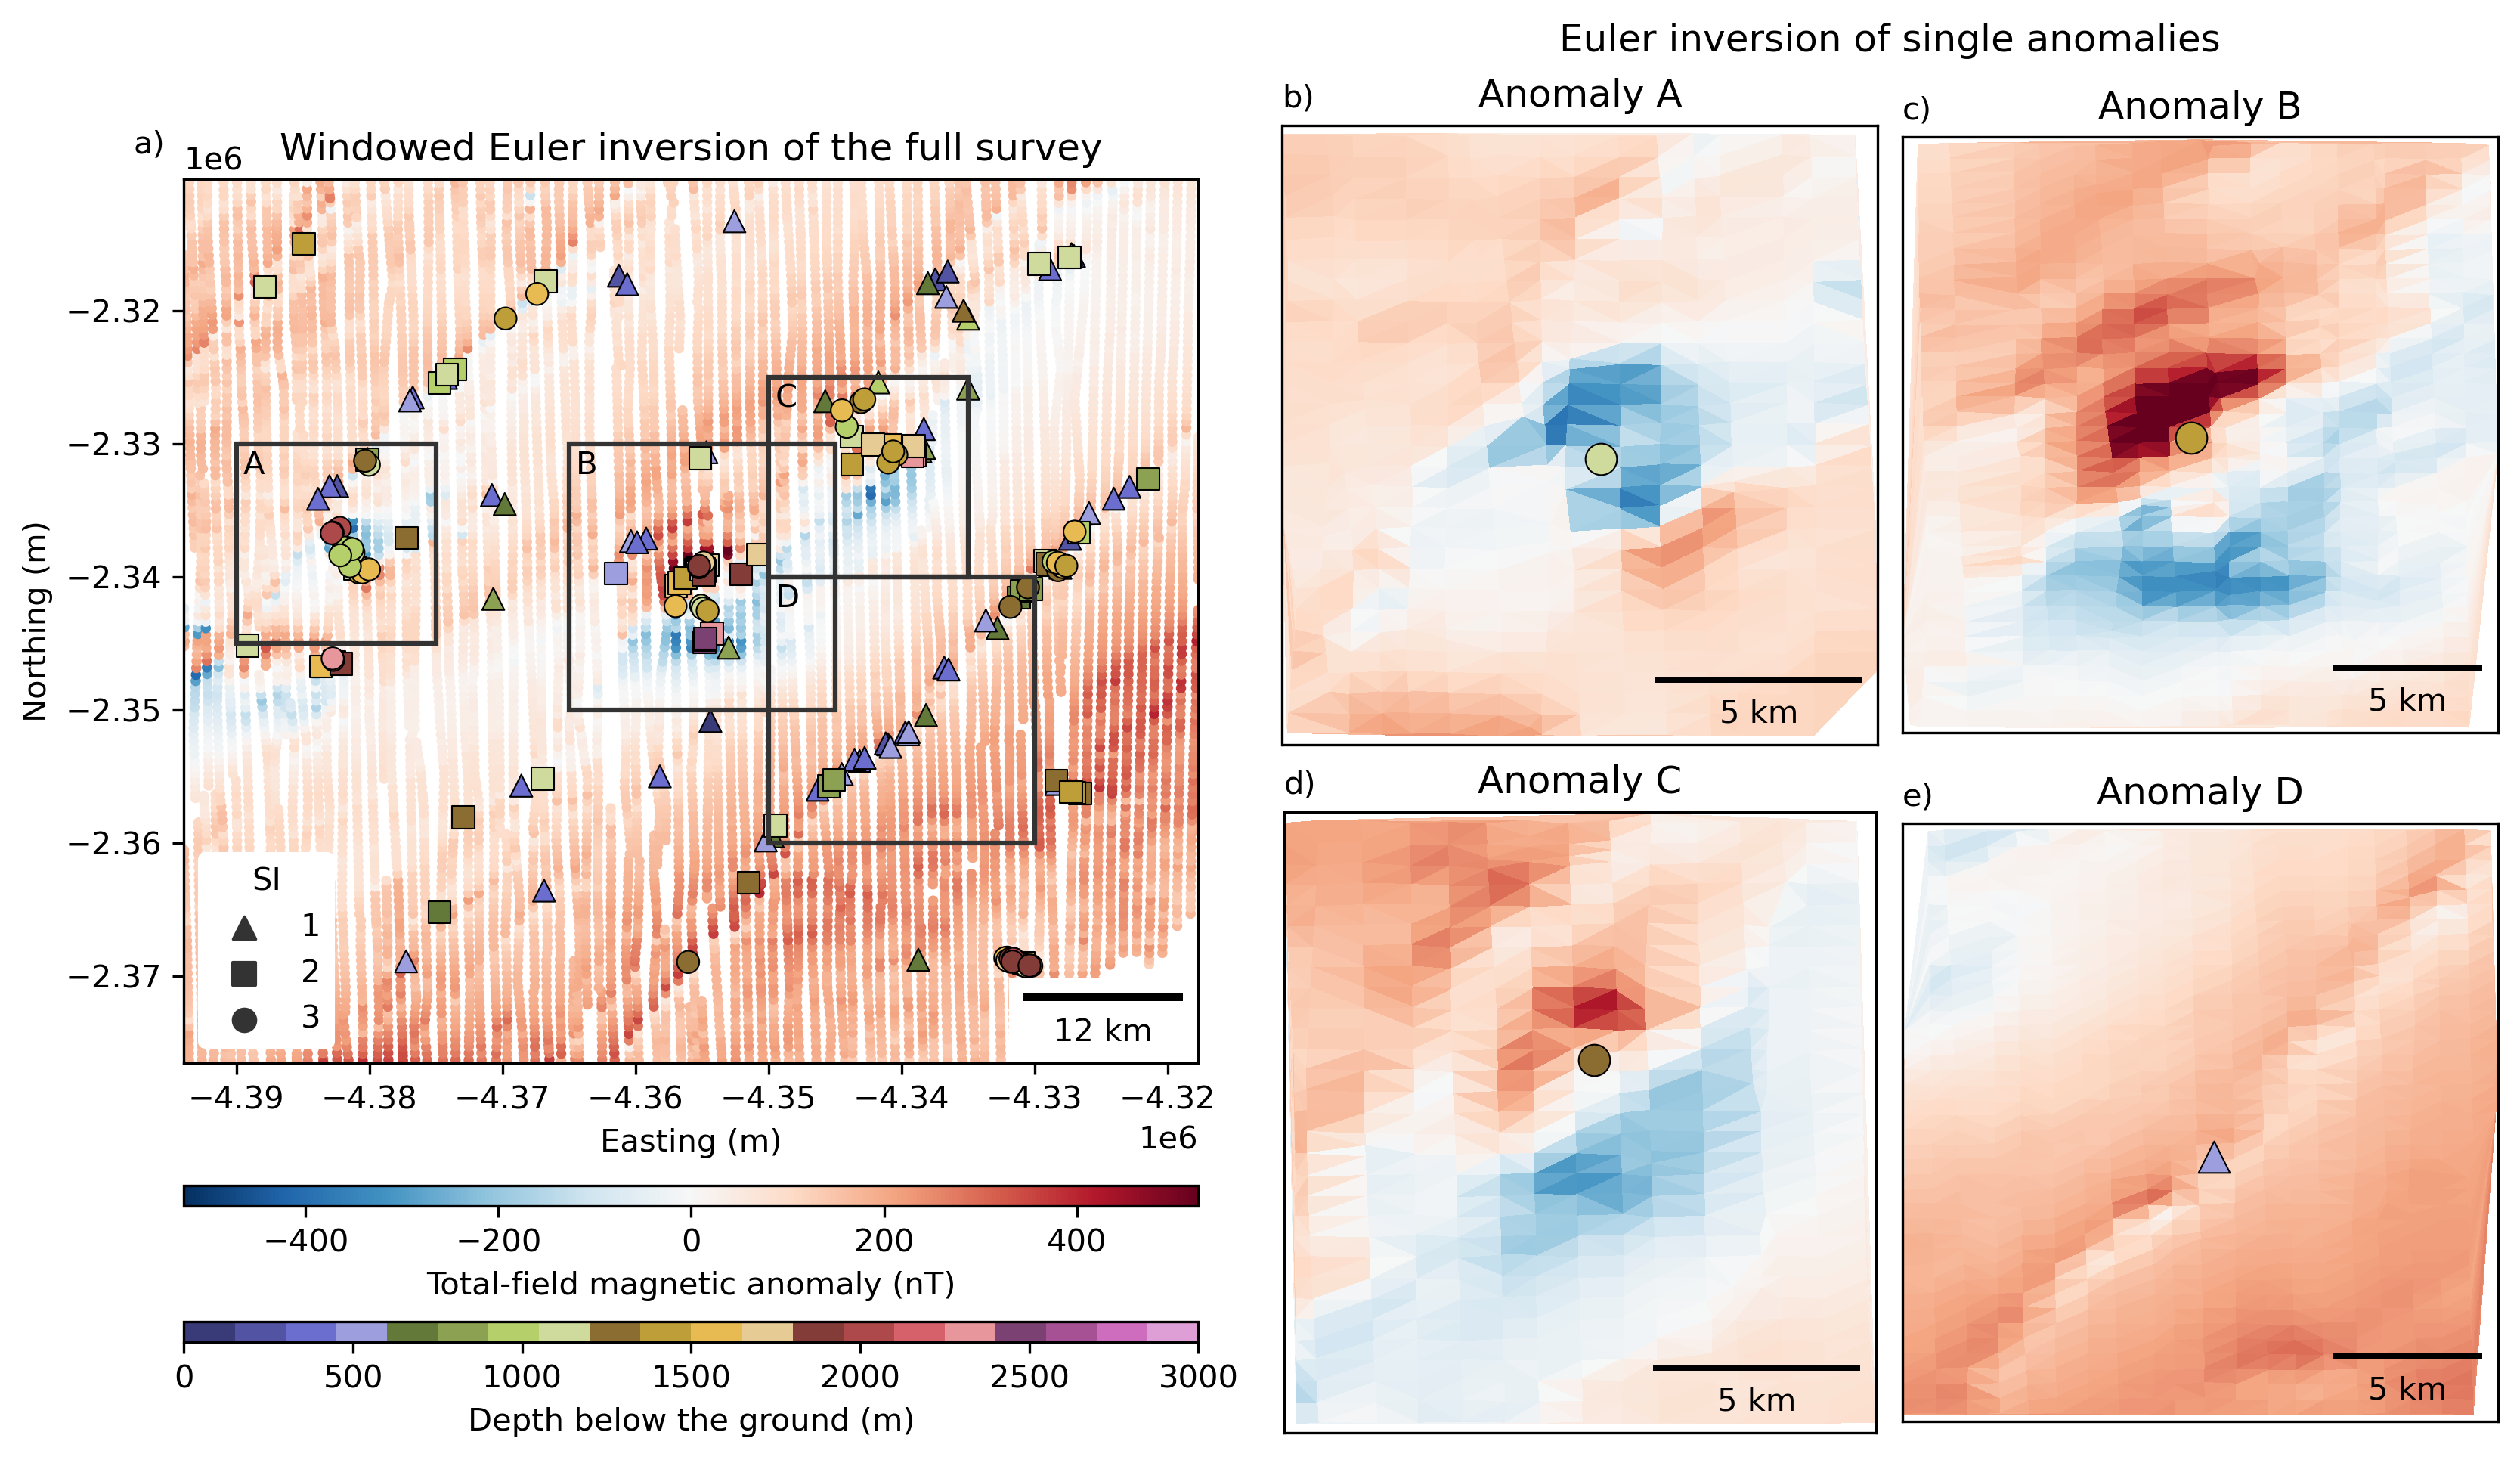 Euler inversion of single anomalies
a)
1e6
Windowed Euler inversion of the full survey
b)
Anomaly A
c)
Anomaly B
Northing (m)
−2.32
−2.33
−2.34
−2.35
−2.36
−2.37
A
B
C
D
SI
1
2
3
12 km
−4.39
−4.38
−4.37
−4.36
−4.35
−4.34
−4.33
−4.32
Easting (m)
1e6
−400
−200
0
200
400
Total-field magnetic anomaly (nT)
0
500
1000
1500
2000
2500
3000
Depth below the ground (m)
5 km
5 km
d)
Anomaly C
e)
Anomaly D
5 km
5 km